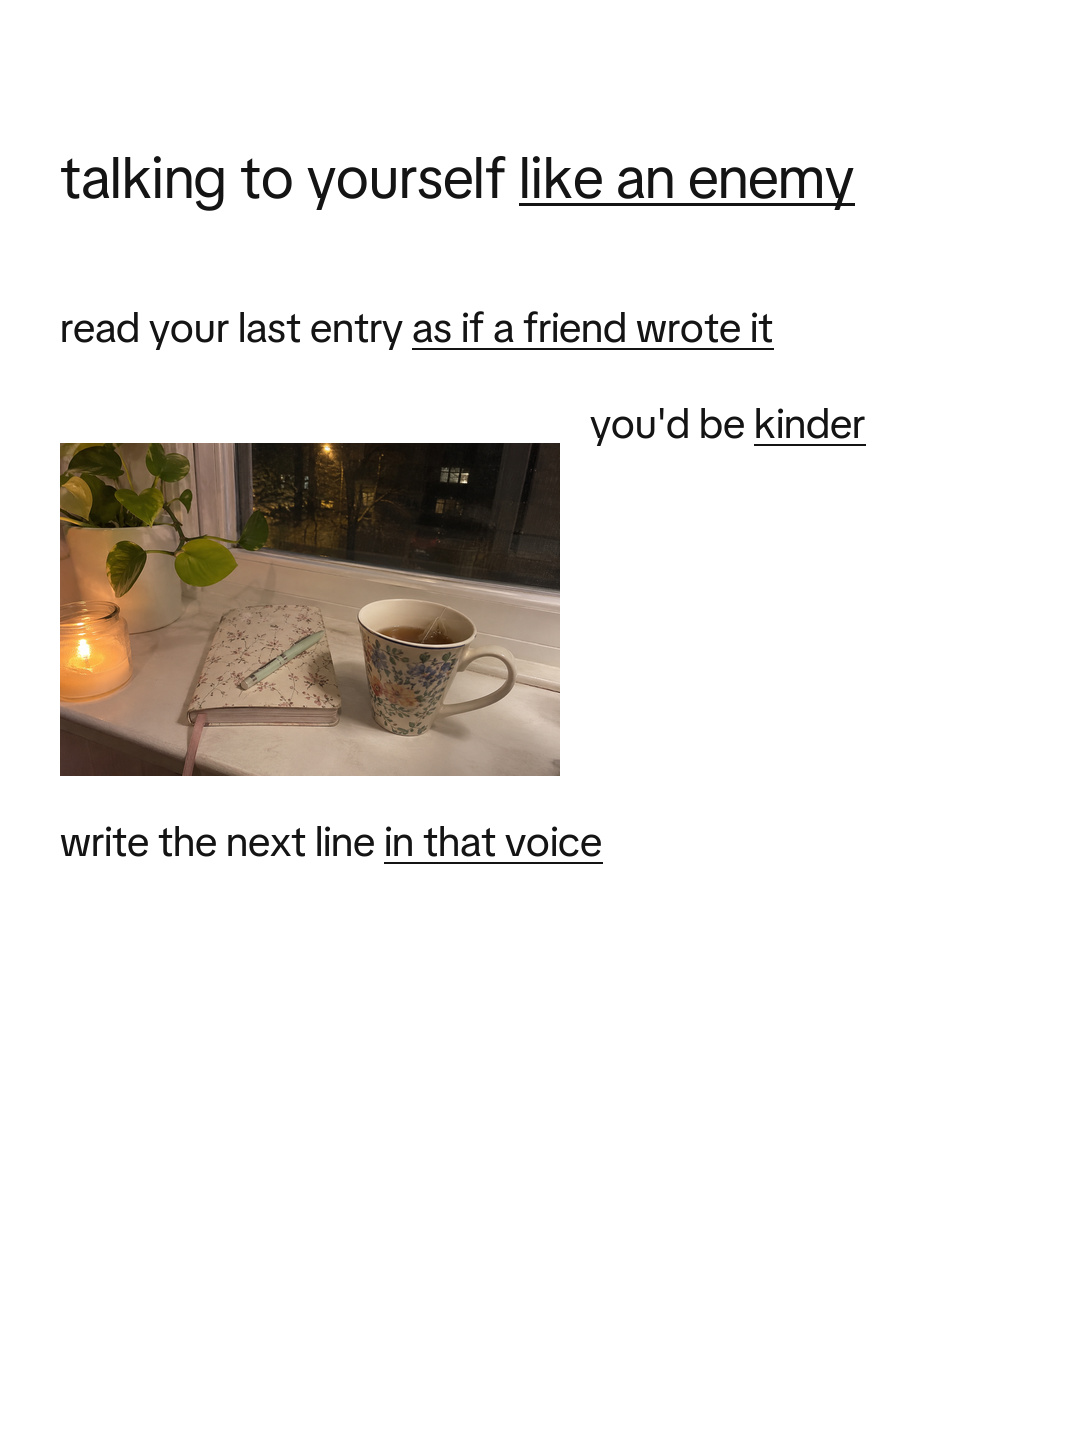 talking to yourself like an enemy
read your last entry as if a friend wrote it
you'd be kinder
write the next line in that voice